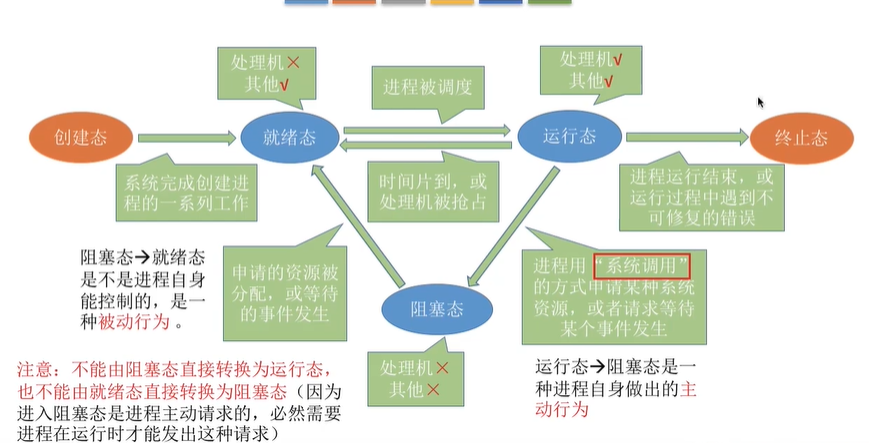 处理机×
其他√
进程被调度
处理机√
其他√
创建态
就绪态
运行态
终止态
系统完成创建进
程的一系列工作
时间片到，或
处理机被抢占
进程运行结束，或
运行过程中遇到不
可修复的错误
阻塞态→就绪态
是不是进程自身
能控制的，是一
种被动行为。
申请的资源被
分配，或等待
的事件发生
阻塞态
进程用“系统调用”
的方式申请某种系统
资源，或者请求等待
某个事件发生
处理机×
其他×
运行态→阻塞态是一
种进程自身做出的主
动行为
注意：不能由阻塞态直接转换为运行态，
也不能由就绪态直接转换为阻塞态（因为
进入阻塞态是进程主动请求的，必然需要
进程在运行时才能发出这种请求）